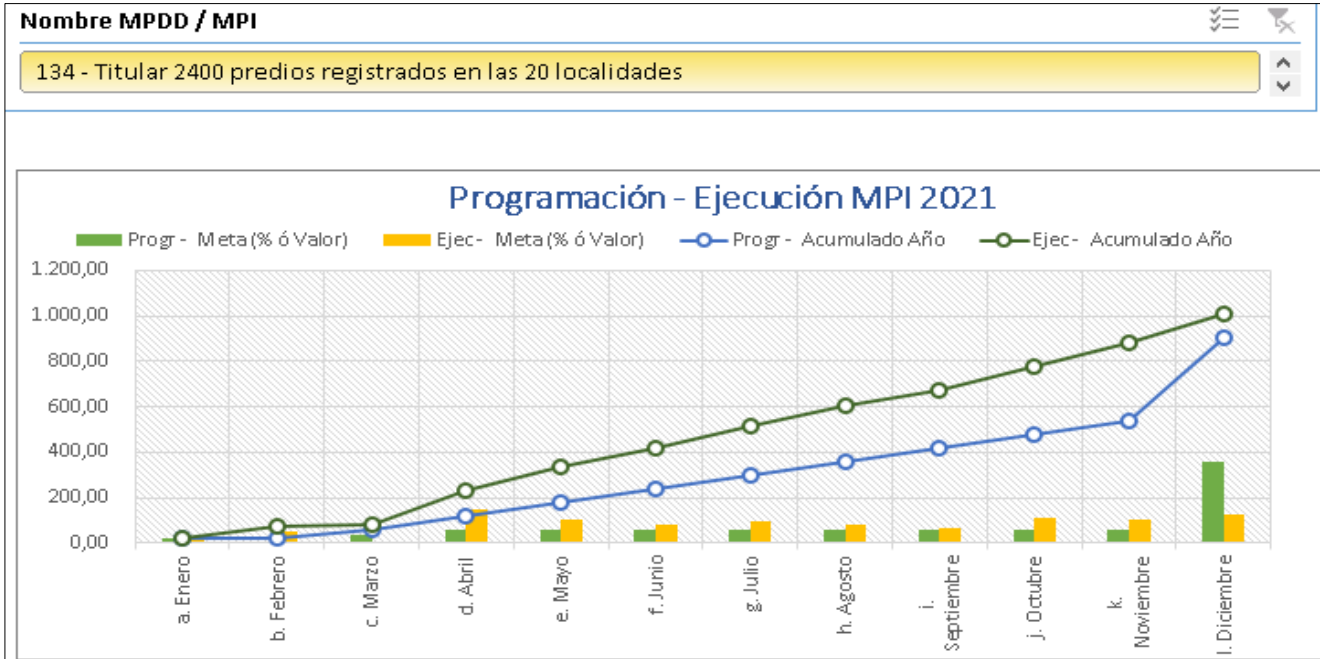 Nombre MPDD / MPI
134 - Titular 2400 predios registrados en las 20 localidades
Programación - Ejecución MPI 2021
Progr - Meta (% ó Valor) Ejec - Meta (% ó Valor) Progr - Acumulado Año Ejec - Acumulado Año
1.200,00
1.000,00
800,00
600,00
400,00
200,00
0,00
a. Enero
b. Febrero
c. Marzo
d. Abril
e. Mayo
f. Junio
g. Julio
h. Agosto
i.
Septiembre
j. Octubre
k.
Noviembre
l. Diciembre